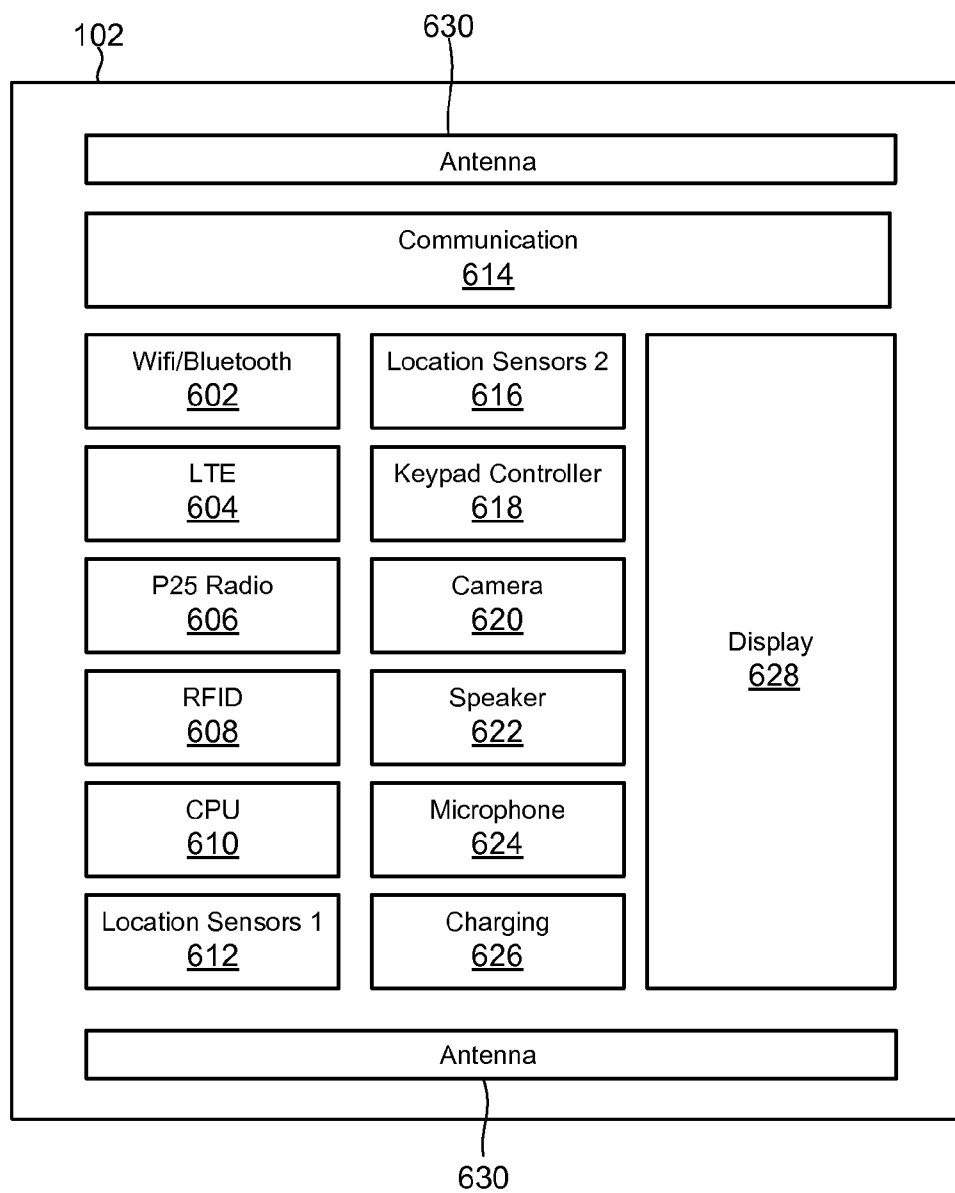 102
630
Antenna
Communication
614
Wifi/Bluetooth
602
LTE
604
P25 Radio
606
RFID
608
CPU
610
Location Sensors 1
612
Location Sensors 2
616
Keypad Controller
618
Camera
620
Speaker
622
Microphone
624
Charging
626
Display
628
Antenna
630